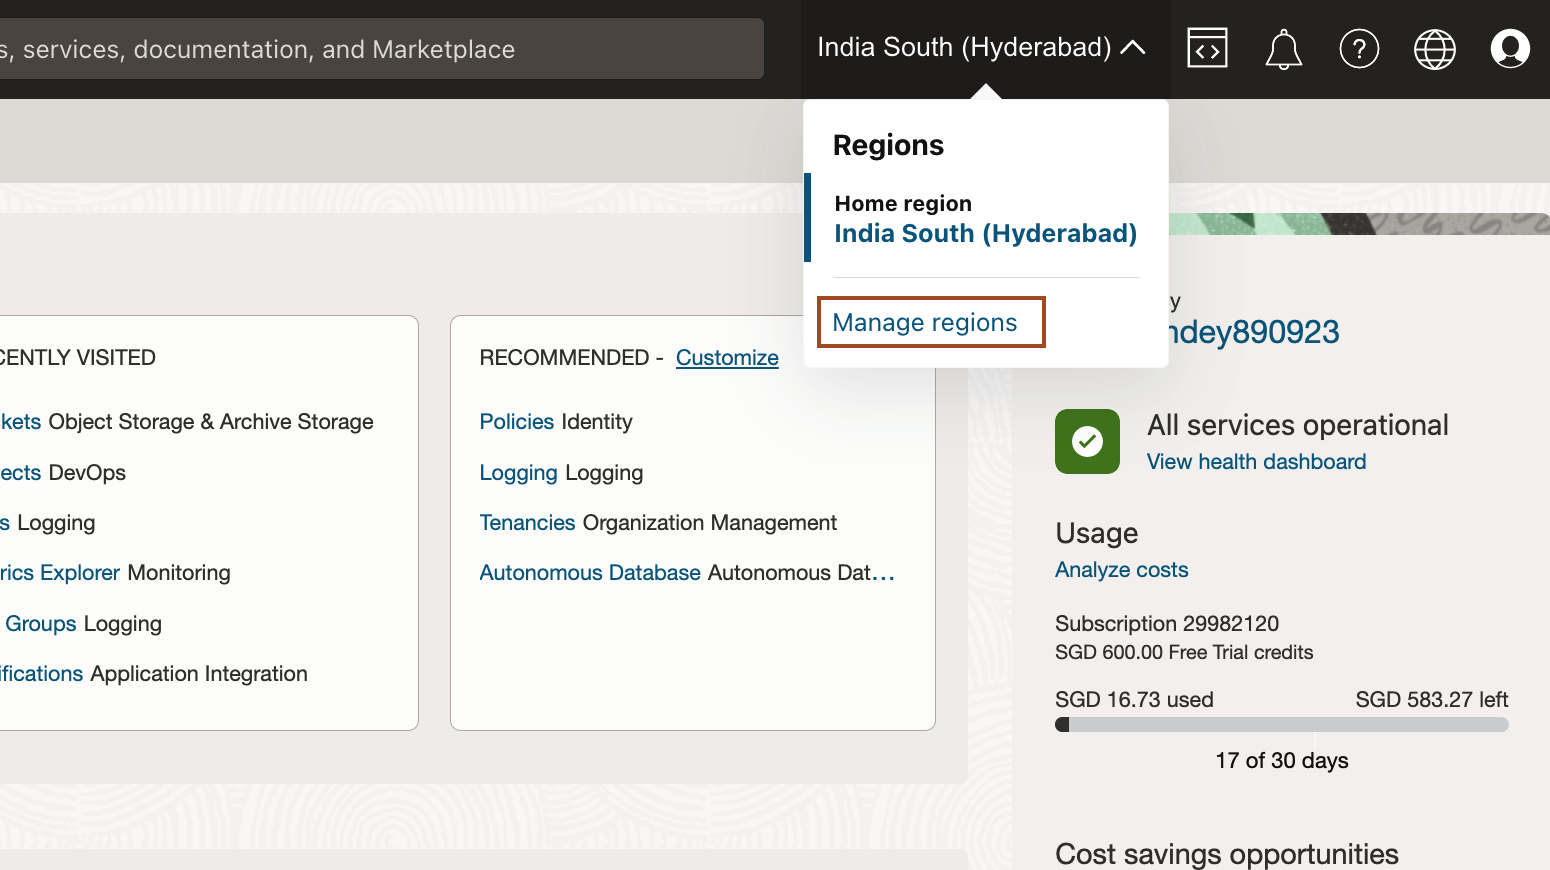 s, services, documentation, and Marketplace
India South (Hyderabad)
Regions
Home region
India South (Hyderabad)
Manage regions
y
ndey890923
CENTLY VISITED
kets Object Storage & Archive Storage
ects DevOps
s Logging
rics Explorer Monitoring
Groups Logging
ifications Application Integration
RECOMMENDED - Customize
Policies Identity
Logging Logging
Tenancies Organization Management
Autonomous Database Autonomous Dat...
All services operational
View health dashboard
Usage
Analyze costs
Subscription 29982120
SGD 600.00 Free Trial credits
SGD 16.73 used
SGD 583.27 left
17 of 30 days
Cost savings opportunities